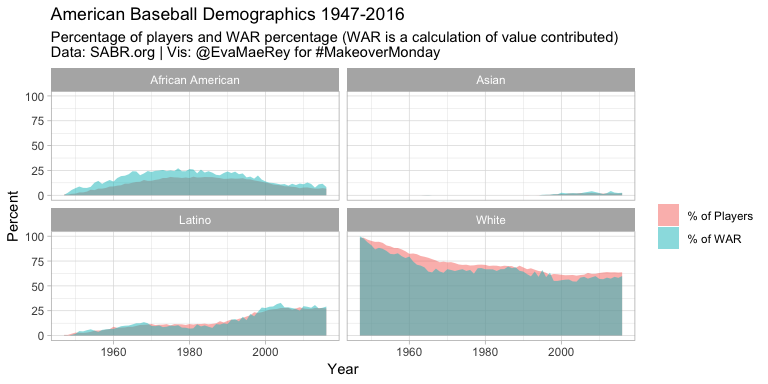 American Baseball Demographics 1947-2016
Percentage of players and WAR percentage (WAR is a calculation of value contributed)
Data: SABR.org | Vis: @EvaMaeRey for #MakeoverMonday
African American
Asian
100
75
50
25
0
Latino
White
100
75
50
25
0
1960
1980
2000
1960
1980
2000
Percent
Year
% of Players
% of WAR